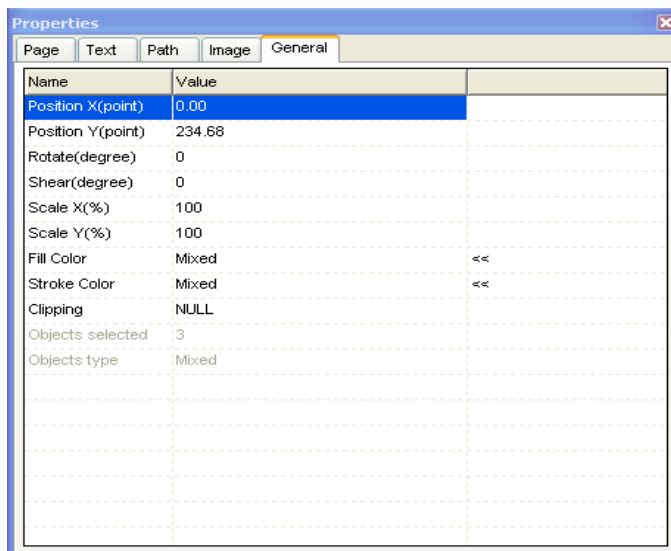 Properties
Page Text Path Image General
Name Value
Position X(point) 0.00
Position Y(point) 234.68
Rotate(degree) 0
Shear(degree) 0
Scale X(%) 100
Scale Y(%) 100
Fill Color Mixed <<
Stroke Color Mixed <<
Clipping NULL
Objects selected 3
Objects type Mixed